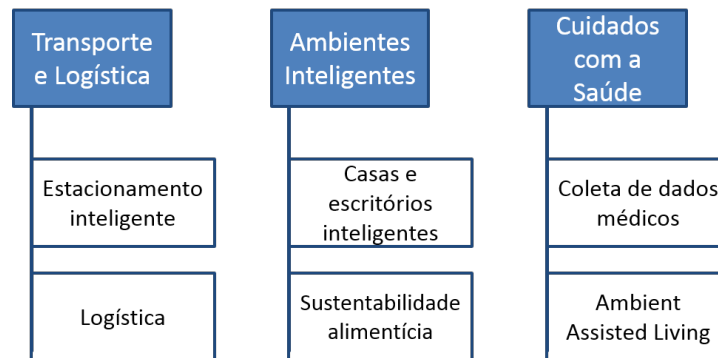 Transporte
e Logística
Ambientes
Inteligentes
Cuidados
com a
Saúde
Estacionamento
inteligente
Casas e
escritórios
inteligentes
Coleta de dados
médicos
Logística
Sustentabilidade
alimentícia
Ambient
Assisted Living